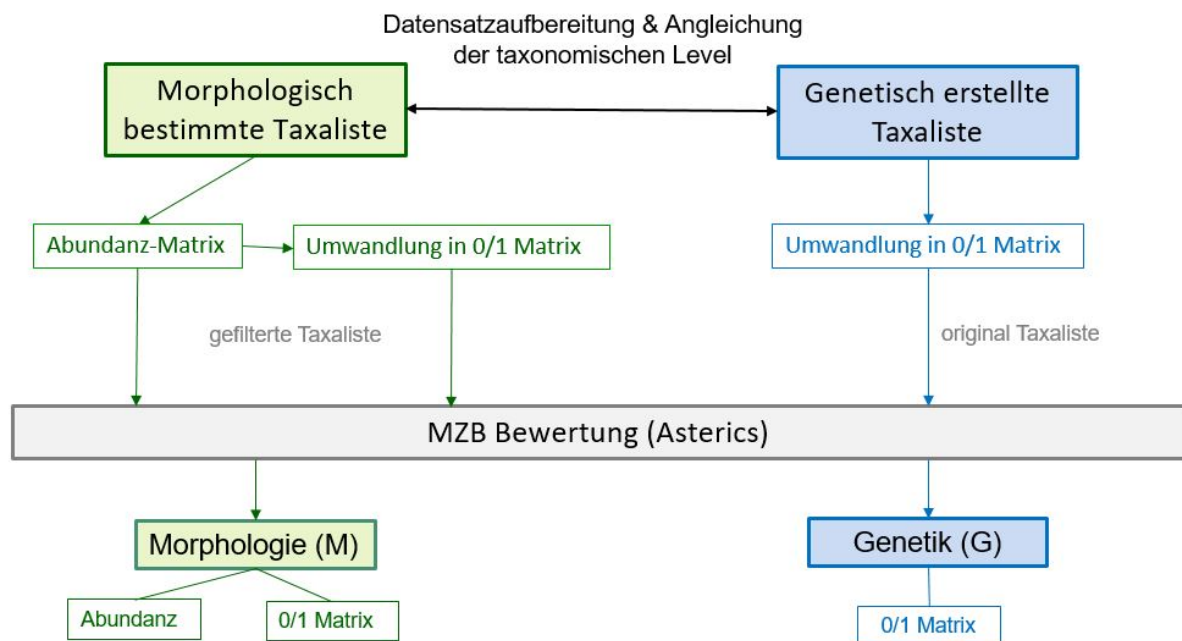 Datensatzaufbereitung & Angleichung
der taxonomischen Level
Morphologisch
bestimmte Taxaliste
Genetisch erstellte
Taxaliste
Abundanz-Matrix
Umwandlung in 0/1 Matrix
Umwandlung in 0/1 Matrix
gefilterte Taxaliste
original Taxaliste
MZB Bewertung (Asterics)
Morphologie (M)
Genetik (G)
Abundanz
0/1 Matrix
0/1 Matrix